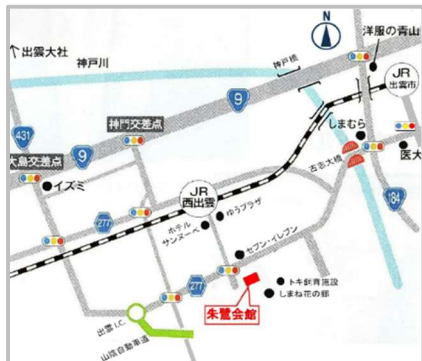 N
洋服の青山
↑出雲大社
神戸川
神戸橋
JR
出雲市
9
431
神門交差点
しまむら
大島交差点
9
古志大橋
医大
イズミ
JR
西出雲
ゆうプラザ
184
277
ホテル
サンヌーベ
セブン・イレブン
277
トキ飼育施設
しまね花の郷
朱鷺会館
出雲I.C.
山陰自動車道